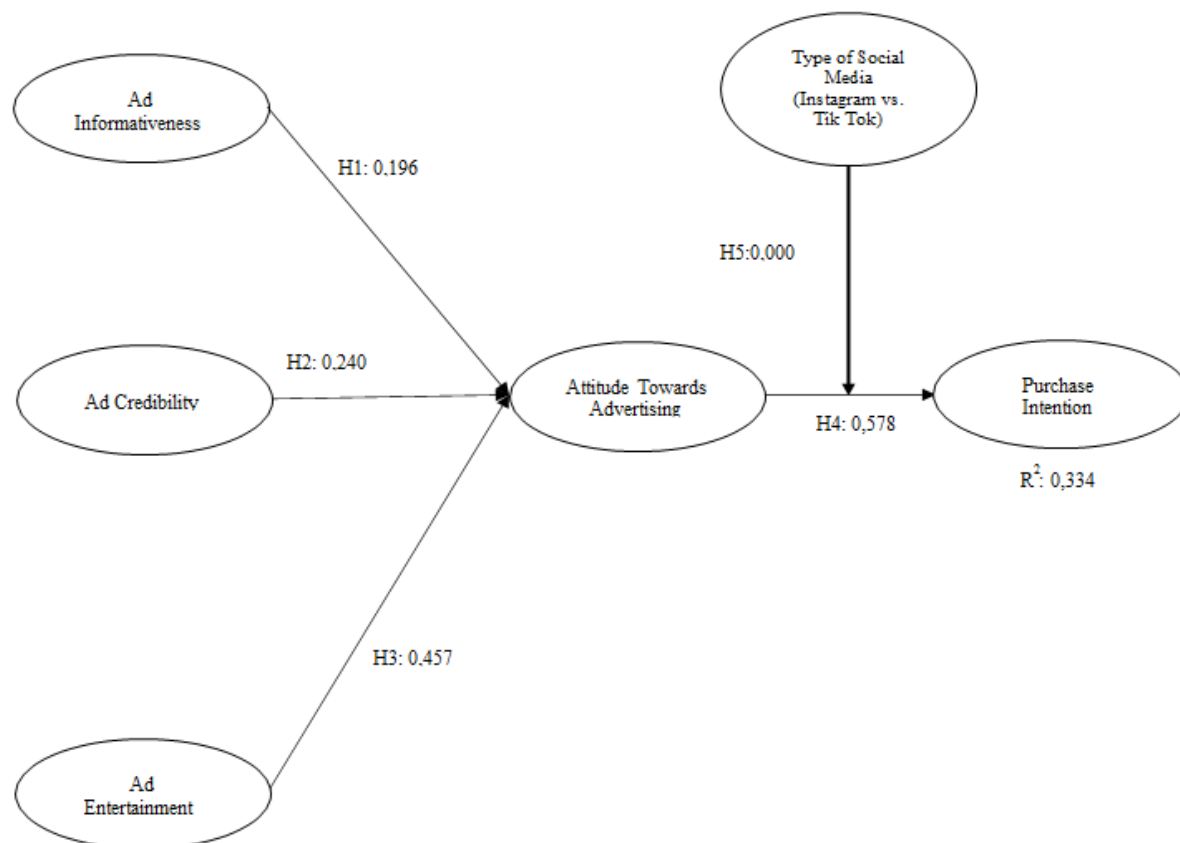 Type of Social
Media
(Instagram vs.
Tik Tok)
Ad
Informativeness
H1: 0,196
H5:0,000
H2: 0,240
Ad Credibility
Attitude Towards
Advertising
H4: 0,578
Purchase
Intention
R²: 0,334
H3: 0,457
Ad
Entertainment